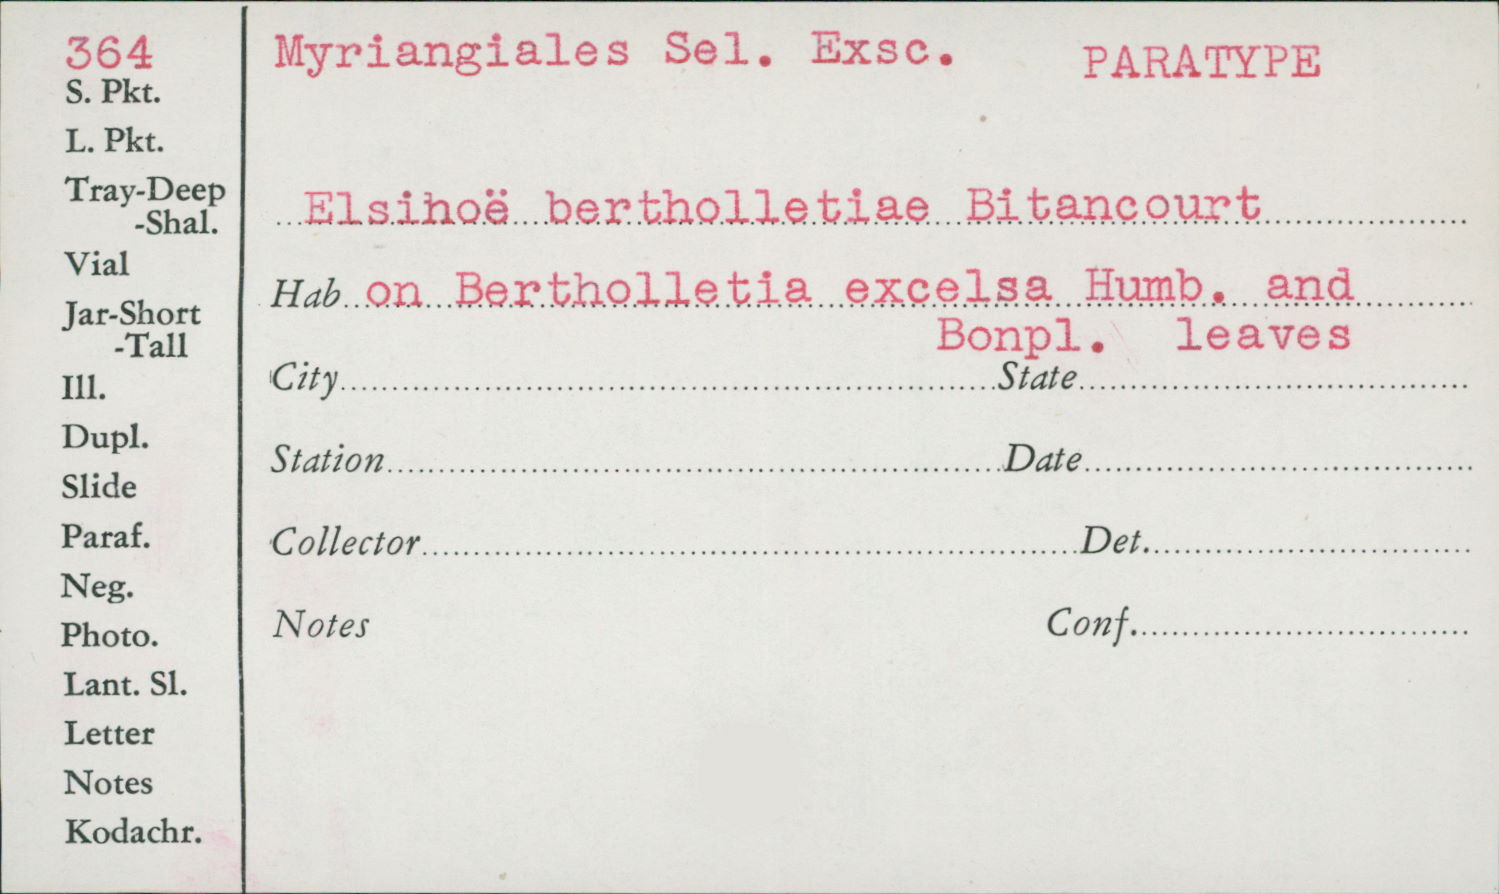 364
S. Pkt.
L. Pkt.
Tray-Deep
-Shal.
Vial
Jar-Short
-Tall
Ill.
Dupl.
Slide
Paraf.
Neg.
Photo.
Lant. Sl.
Letter
Notes
Kodachr.
Myriangiales Sel. Exsc. PARATYPE
Elsihoë bertholletiae Bitancourt
Hab on Bertholletia excelsa Humb. and
Bonpl. leaves
City State
Station Date
Collector Det.
Notes Conf.